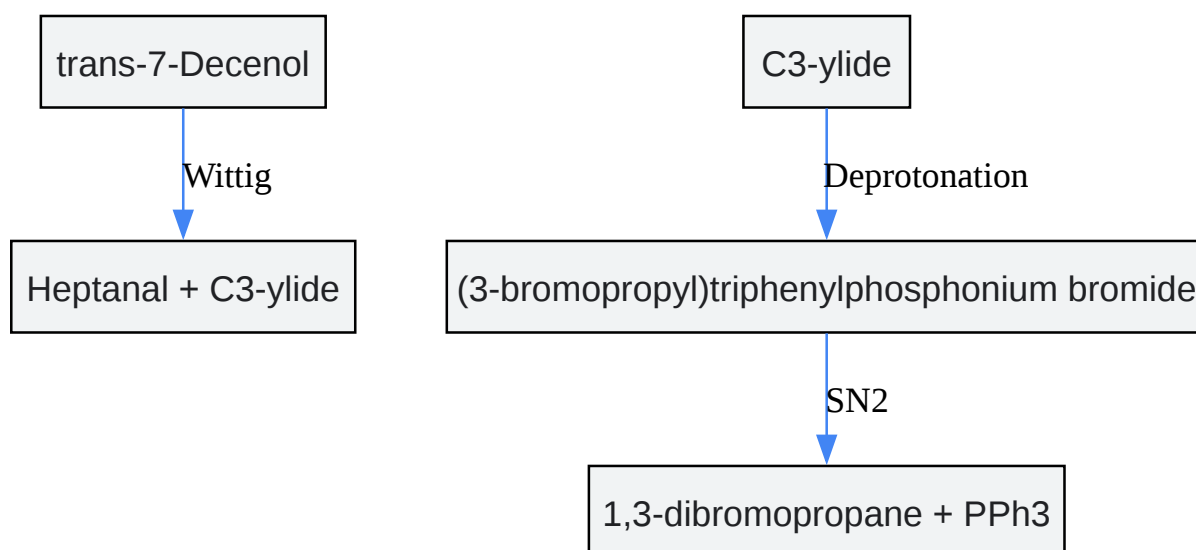 trans-7-Decenol
C3-ylide
Wittig
Deprotonation
Heptanal + C3-ylide
(3-bromopropyl)triphenylphosphonium bromide
SN2
1,3-dibromopropane + PPh3